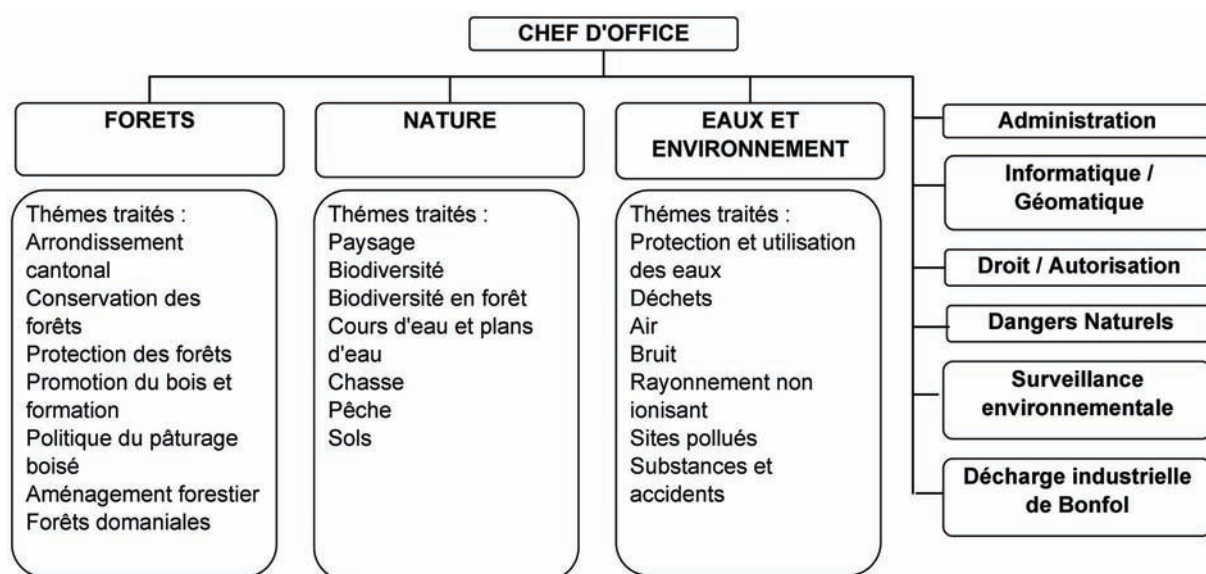 CHEF D'OFFICE
FORETS
Thémes traités :
Arrondissement
cantonal
Conservation des
forêts
Protection des forêts
Promotion du bois et
formation
Politique du pâturage
boisé
Aménagement forestier
Forêts domaniales
NATURE
Thémes traités :
Paysage
Biodiversité
Biodiversité en forêt
Cours d'eau et plans
d'eau
Chasse
Pêche
Sols
EAUX ET
ENVIRONNEMENT
Thémes traités :
Protection et utilisation
des eaux
Déchets
Air
Bruit
Rayonnement non
ionisant
Sites pollués
Substances et
accidents
Administration
Informatique /
Géomatique
Droit / Autorisation
Dangers Naturels
Surveillance
environnementale
Décharge industrielle
de Bonfol